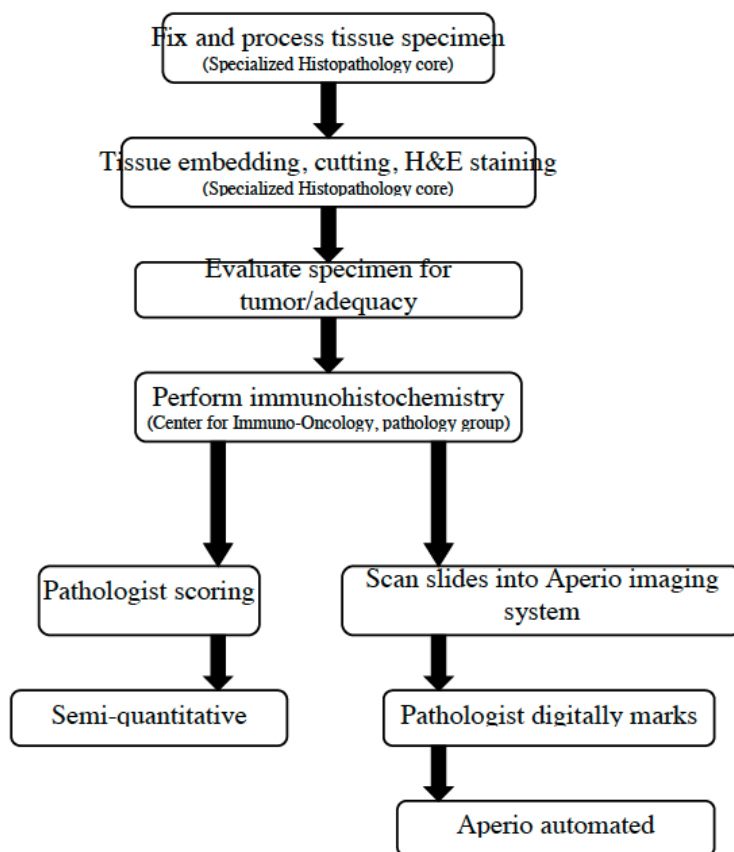 Fix and process tissue specimen
(Specialized Histopathology core)
Tissue embedding, cutting, H&E staining
(Specialized Histopathology core)
Evaluate specimen for
tumor/adequacy
Perform immunohistochemistry
(Center for Immuno-Oncology, pathology group)
Pathologist scoring
Scan slides into Aperio imaging
system
Semi-quantitative
Pathologist digitally marks
Aperio automated